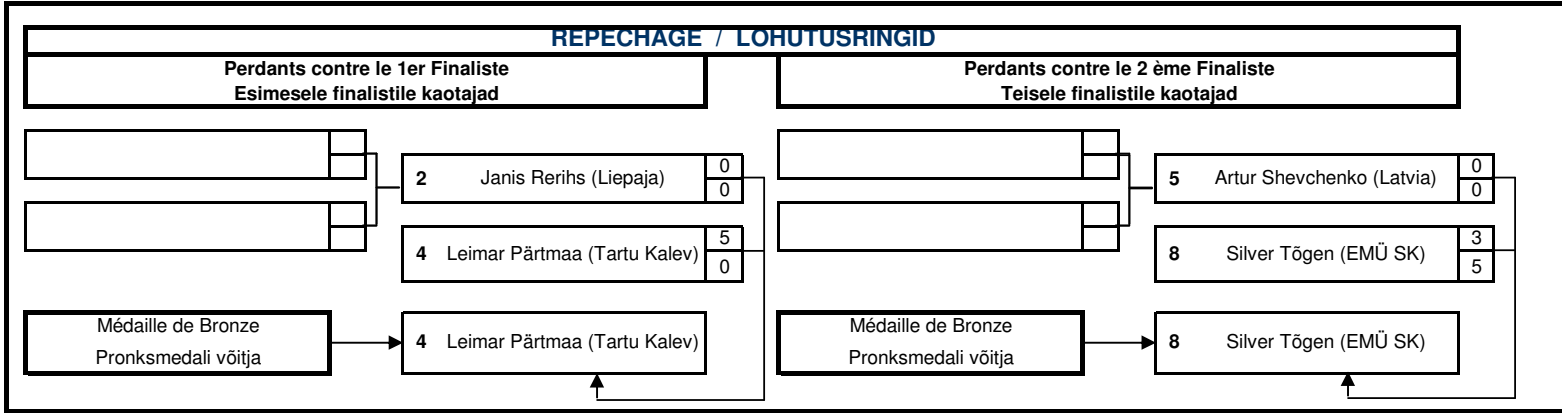 REPECHAGE / LOHUTUSRINGID
Perdants contre le 1er Finaliste
Esimesele finalistile kaotajad
Perdants contre le 2 ème Finaliste
Teisele finalistile kaotajad
2 Janis Rerihs (Liepaja) 0
0
4 Leimar Pärtmaa (Tartu Kalev) 5
0
Médaille de Bronze
Pronksmedali võitja
4 Leimar Pärtmaa (Tartu Kalev)
5 Artur Shevchenko (Latvia) 0
0
8 Silver Tõgen (EMÜ SK) 3
5
Médaille de Bronze
Pronksmedali võitja
8 Silver Tõgen (EMÜ SK)